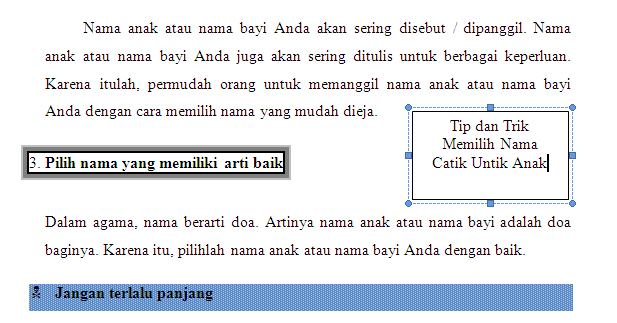 Nama anak atau nama bayi Anda akan sering disebut / dipanggil. Nama
anak atau nama bayi Anda juga akan sering ditulis untuk berbagai keperluan.
Karena itulah, permudah orang untuk memanggil nama anak atau nama bayi
Anda dengan cara memilih nama yang mudah dieja.
Tip dan Trik
Memilih Nama
Catik Untik Anak
3. Pilih nama yang memiliki arti baik
Dalam agama, nama berarti doa. Artinya nama anak atau nama bayi adalah doa
baginya. Karena itu, pilihlah nama anak atau nama bayi Anda dengan baik.
☠ Jangan terlalu panjang